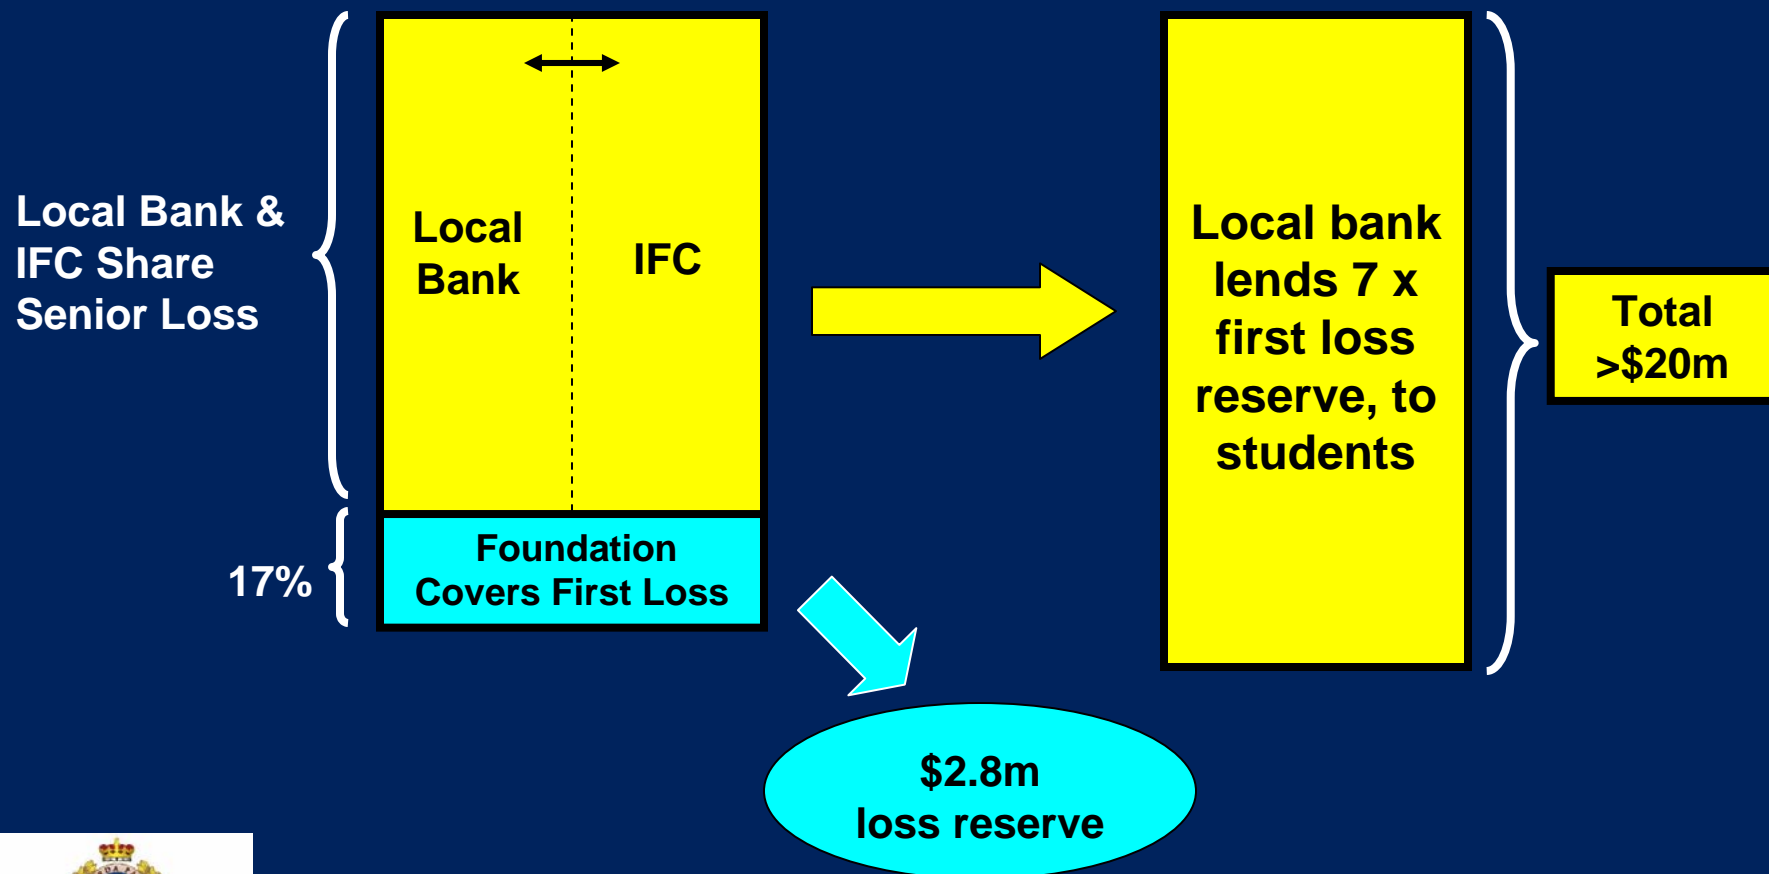 Local Bank &
IFC Share
Senior Loss
Local
Bank
IFC
17%
Foundation
Covers First Loss
Local bank
lends 7 x
first loss
reserve, to
students
Total
>$20m
$2.8m
loss reserve